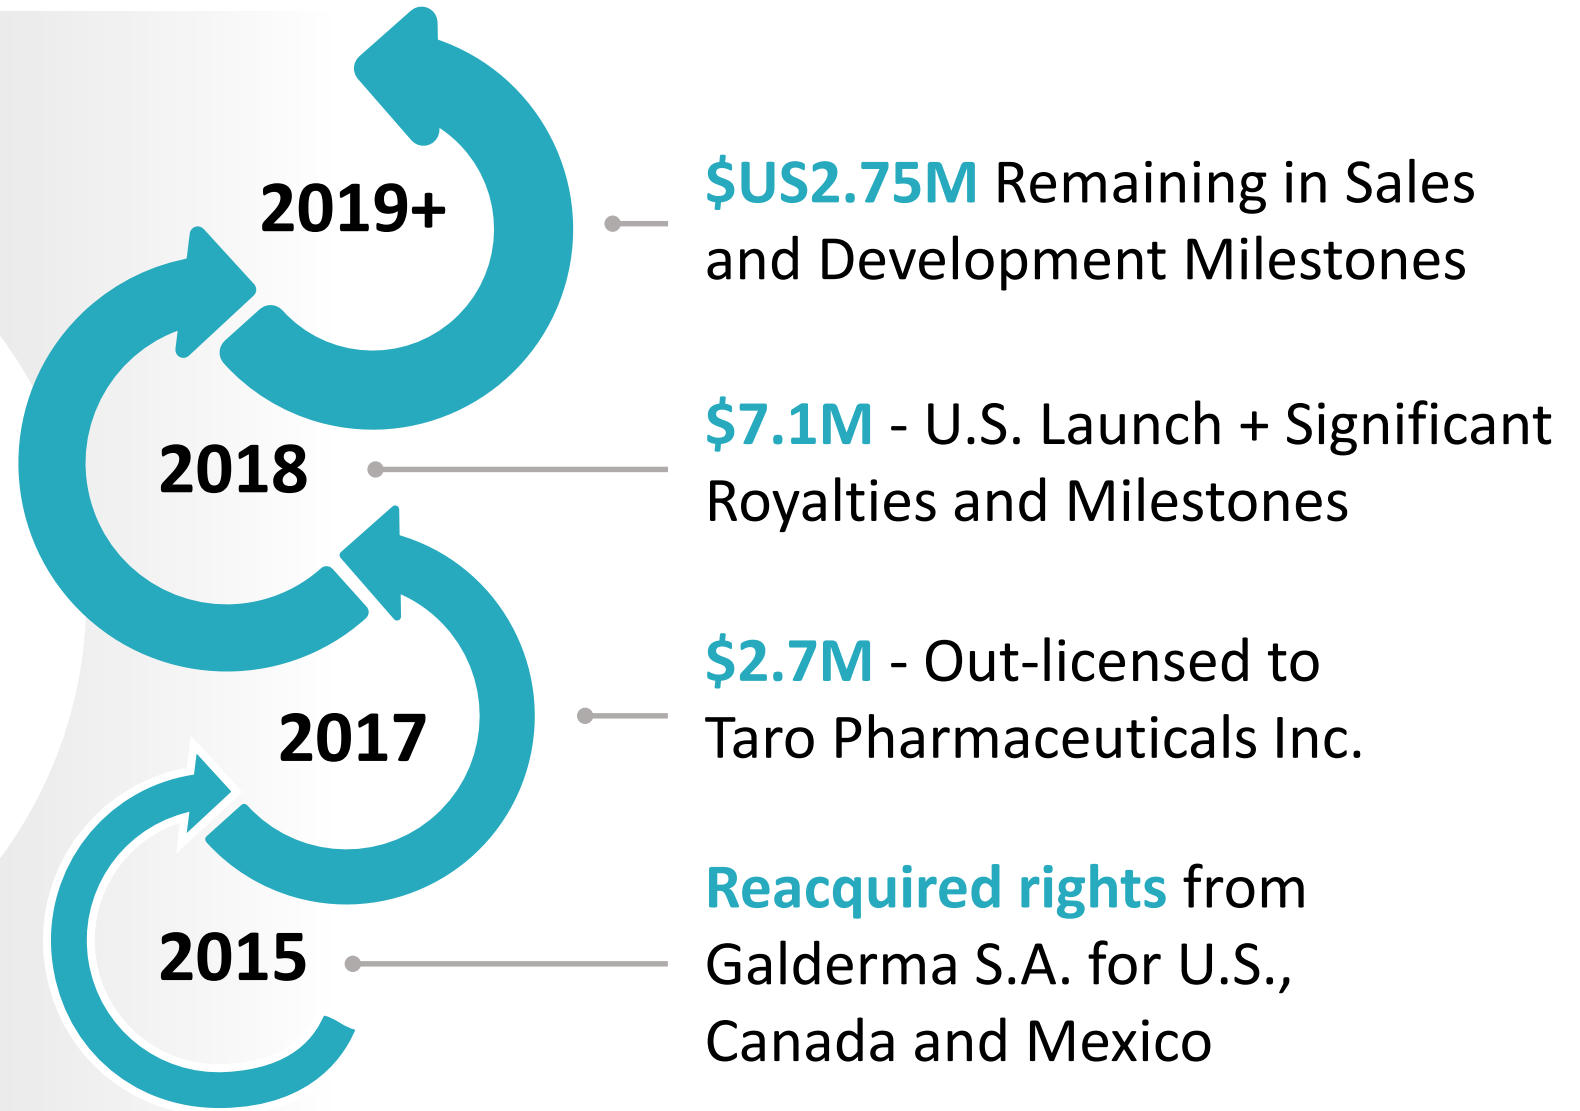 2019+
$US2.75M Remaining in Sales
and Development Milestones
2018
$7.1M - U.S. Launch + Significant
Royalties and Milestones
2017
$2.7M - Out-licensed to
Taro Pharmaceuticals Inc.
2015
Reacquired rights from
Galderma S.A. for U.S.,
Canada and Mexico